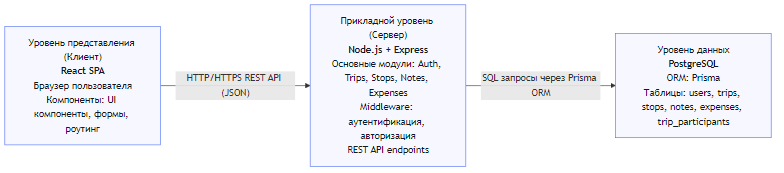 Уровень представления
(Клиент)
React SPA
Браузер пользователя
Компоненты: UI
компоненты, формы,
роутинг
HTTP/HTTPS REST API
(JSON)
Прикладной уровень
(Сервер)
Node.js + Express
Основные модули: Auth,
Trips, Stops, Notes,
Expenses
Middleware:
аутентификация,
авторизация
REST API endpoints
SQL запросы через Prisma
ORM
Уровень данных
PostgreSQL
ORM: Prisma
Таблицы: users, trips,
stops, notes, expenses,
trip_participants